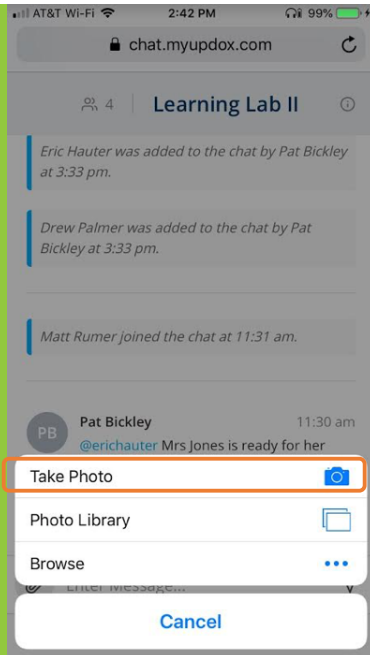 AT&T Wi-Fi 2:42 PM 99%
chat.myupdox.com
4 Learning Lab II
Eric Hauter was added to the chat by Pat Bickley
at 3:33 pm.
Drew Palmer was added to the chat by Pat
Bickley at 3:33 pm.
Matt Rumer joined the chat at 11:31 am.
PB
Pat Bickley 11:30 am
@erichauter Mrs Jones is ready for her
Take Photo
Photo Library
Browse
Enter Message...
Cancel